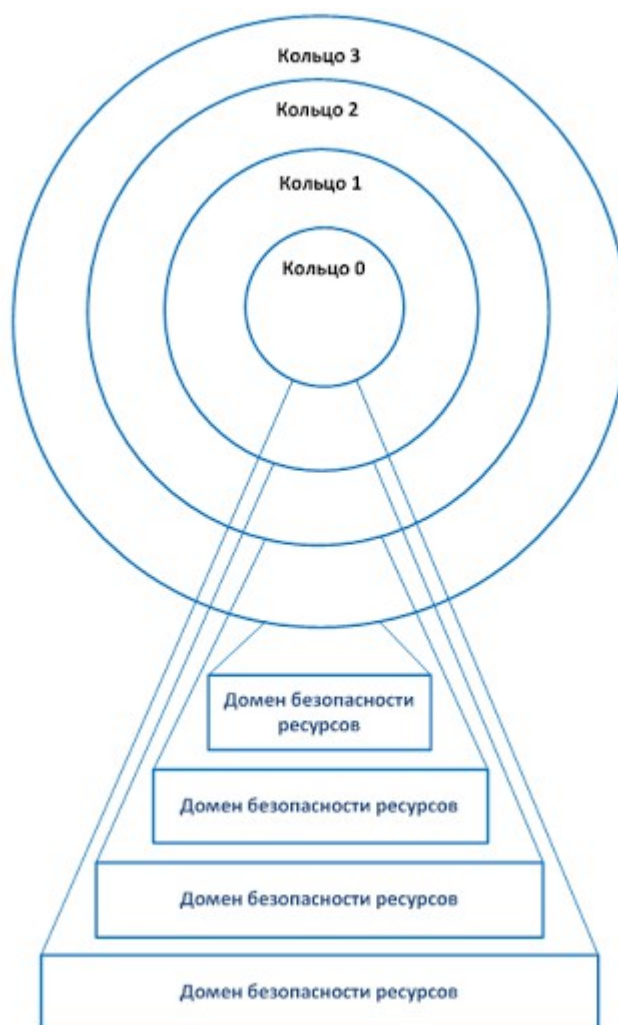 Кольцо 3
Кольцо 2
Кольцо 1
Кольцо 0
Домен безопасности
ресурсов
Домен безопасности ресурсов
Домен безопасности ресурсов
Домен безопасности ресурсов